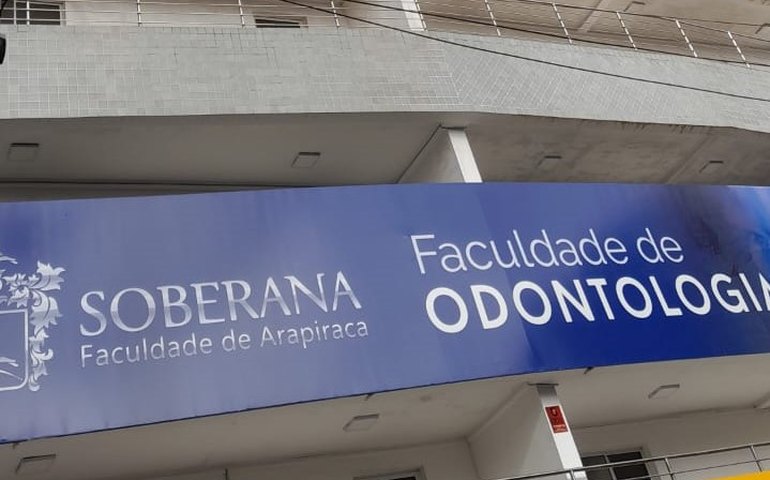 SOBERANA
Faculdade de Arapiraca
Faculdade de
ODONTOLOGIA